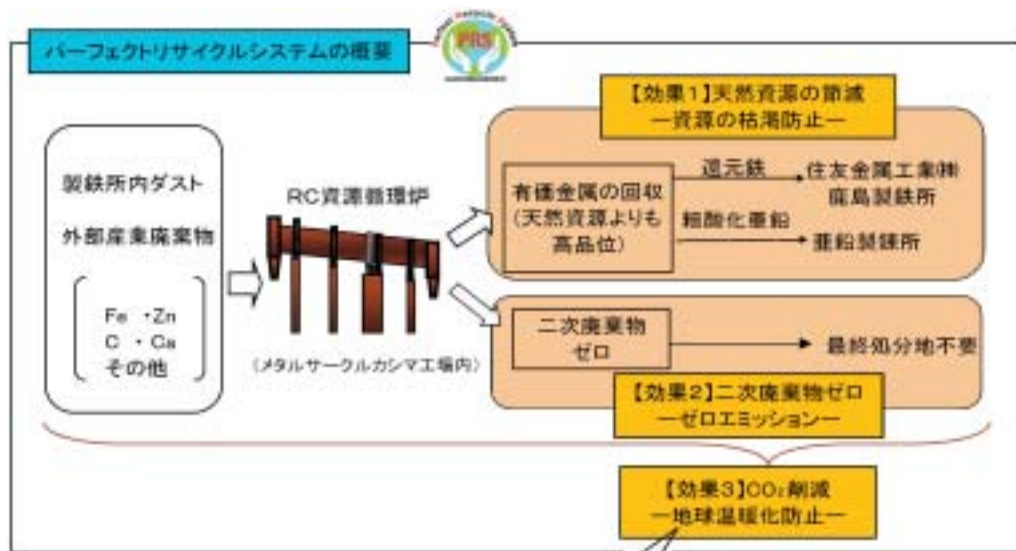 パーフェクトリサイクルシステムの概要
PRS
【効果1】天然資源の節減
―資源の枯渇防止―
製鉄所内ダスト
外部産業廃棄物
Fe ・Zn
C ・Ca
その他
RC資源循環炉
(メタルサークルカシマ工場内)
有価金属の回収
(天然資源よりも
高品位)
還元鉄
住友金属工業㈱
鹿島製鉄所
粗酸化亜鉛
亜鉛製錬所
二次廃棄物
ゼロ
最終処分地不要
【効果2】二次廃棄物ゼロ
―ゼロエミッション―
【効果3】CO₂削減
―地球温暖化防止―